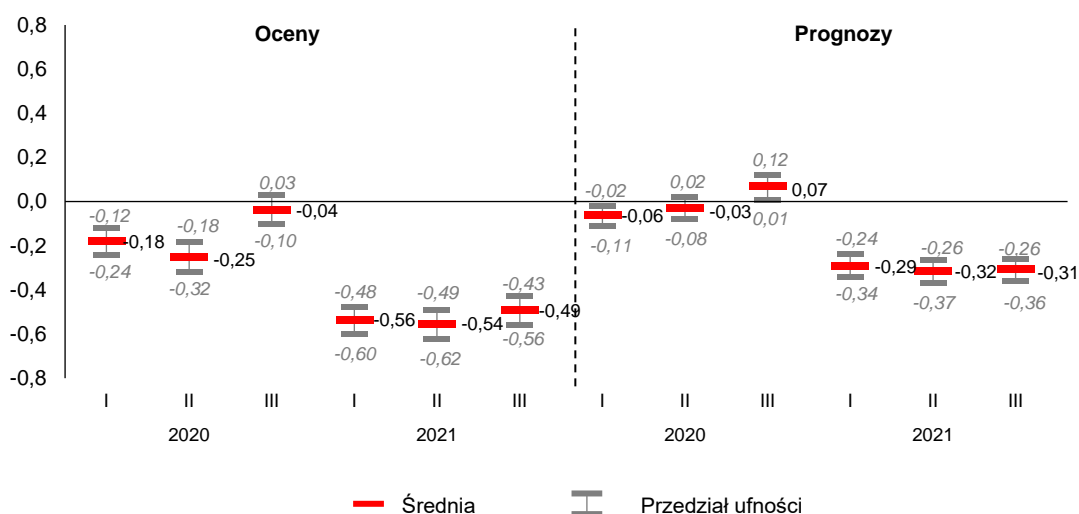 0,8
Oceny Prognozy
0,6
0,4
0,2
0,0
-0,2
-0,4
-0,6
-0,8
-0,12 -0,18 0,03 -0,48 -0,49 -0,43 -0,02 0,02 0,12 -0,24 -0,26 -0,26
-0,18 -0,25 -0,04 -0,56 -0,54 -0,49 -0,06 -0,03 0,07 -0,29 -0,32 -0,31
-0,24 -0,32 -0,10 -0,60 -0,62 -0,56 -0,11 -0,08 0,01 -0,34 -0,37 -0,36
I II III I II III I II III I II III
2020 2021 2020 2021
Średnia Przedział ufności